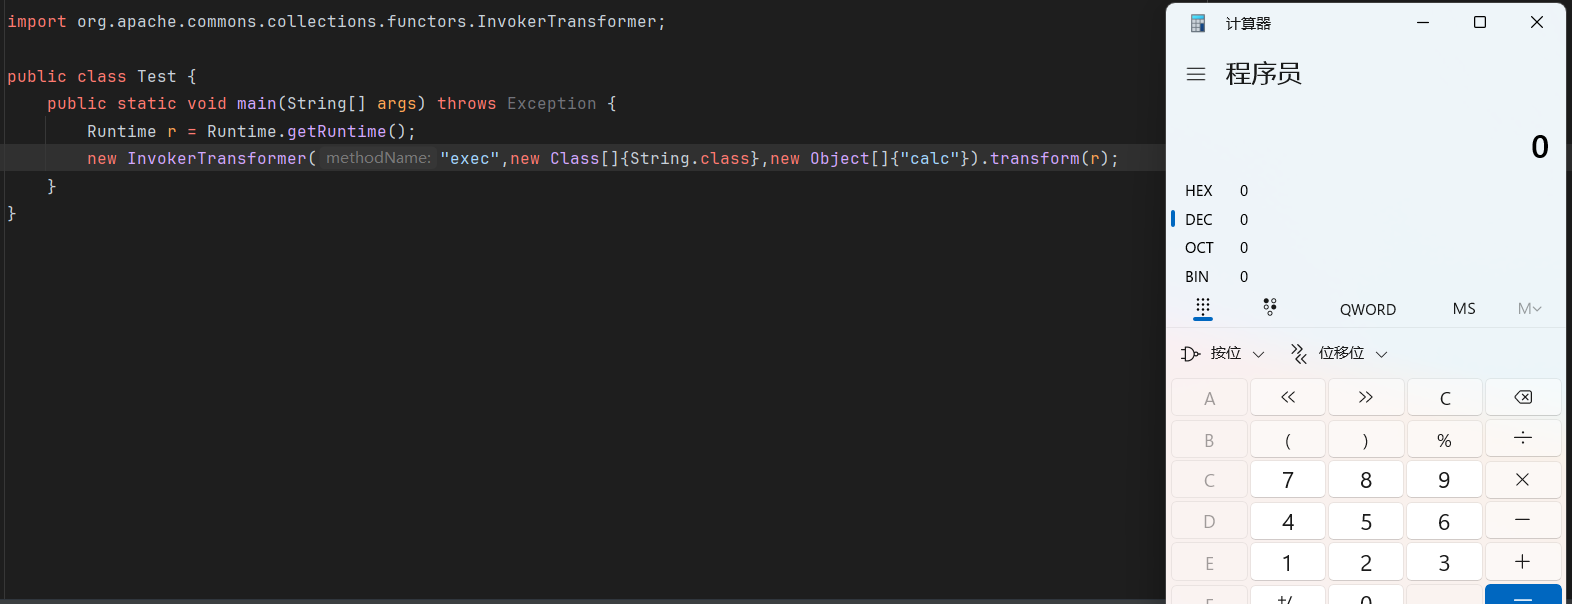 import org.apache.commons.collections.functors.InvokerTransformer;
public class Test {
public static void main(String[] args) throws Exception {
Runtime r = Runtime.getRuntime();
new InvokerTransformer( methodName: "exec",new Class[]{String.class},new Object[]{"calc"}).transform(r);
}
}
计算器
程序员
0
HEX 0
DEC 0
OCT 0
BIN 0
QWORD MS M
按位 位移位
A « » C
B ( ) % ÷
C 7 8 9 ×
D 4 5 6 −
E 1 2 3 +
F +/ 0